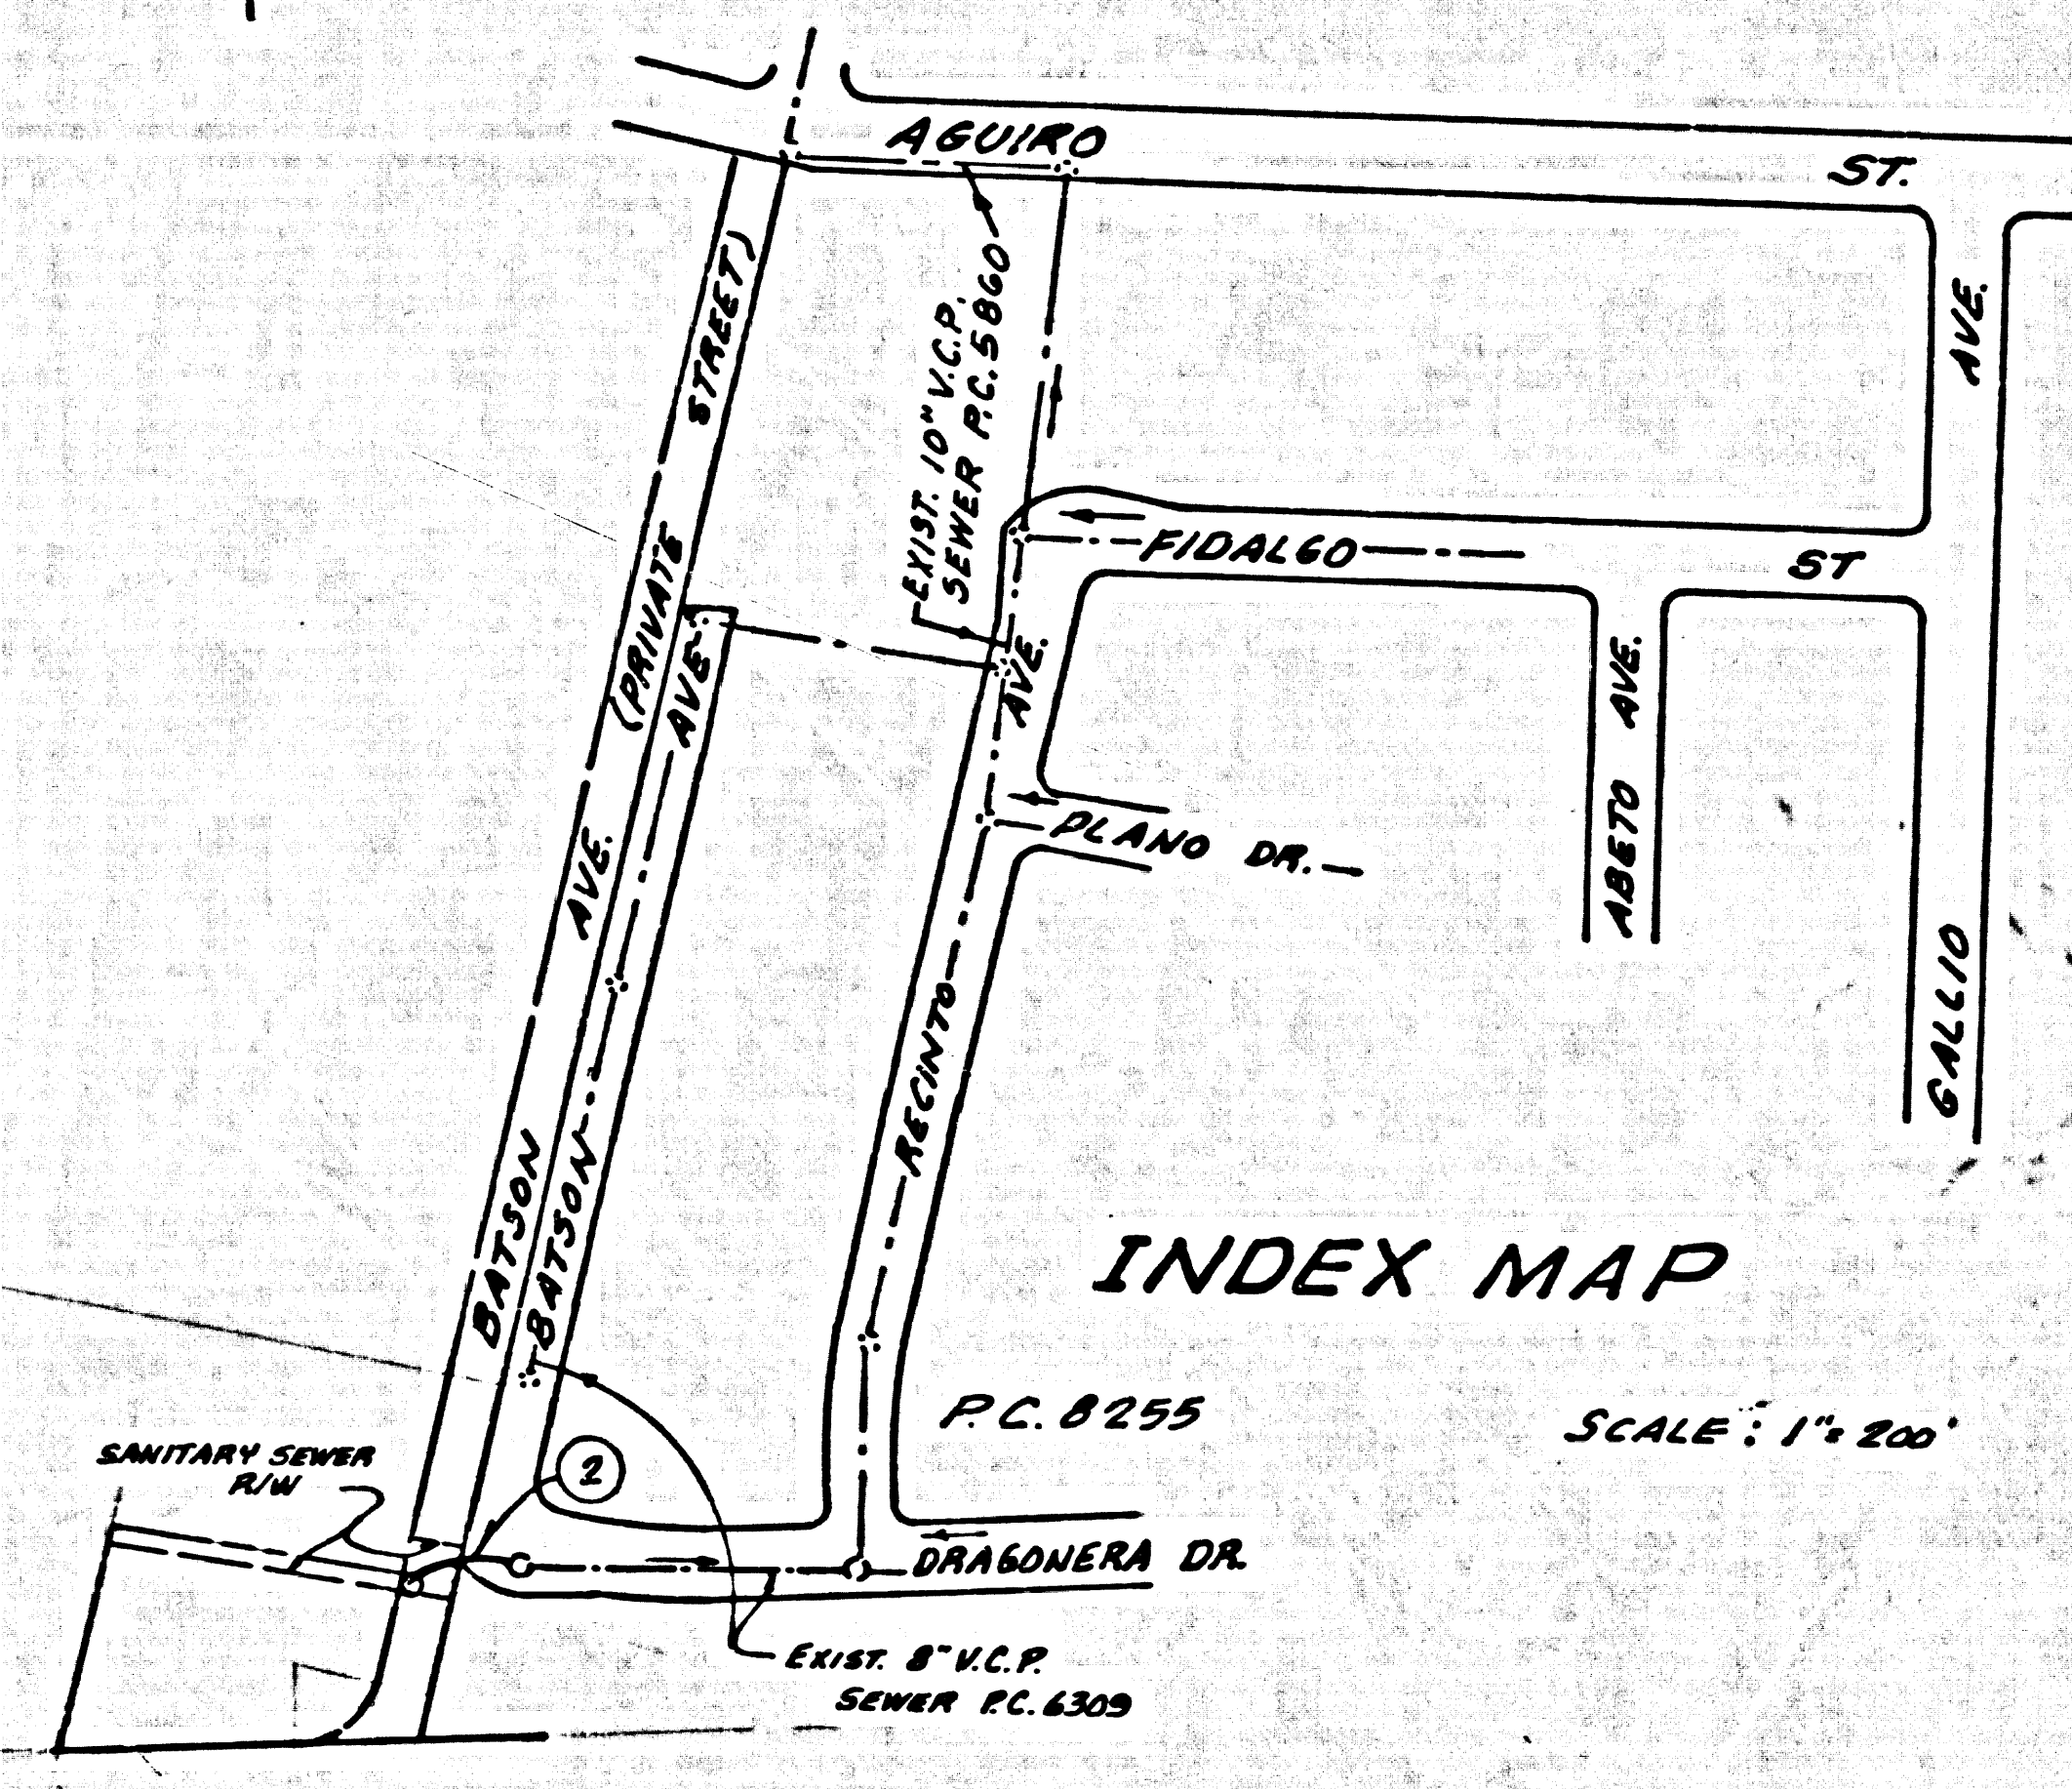 AGUIRO
ST.
AVE.
(PRIVATE STREET)
EXIST. 10" V.C.P.
SEWER P.C. 5860
FIDALGO
ST
AVE.
AVE.
ABETO AVE.
PLANO DR.
AVE.
GALLIO
RECINTO
BATSON
BATSON
INDEX MAP
P.C. 8255
SCALE: 1"= 200'
SANITARY SEWER
R/W
2
DRAGONERA DR.
EXIST. 8" V.C.P.
SEWER P.C. 6309